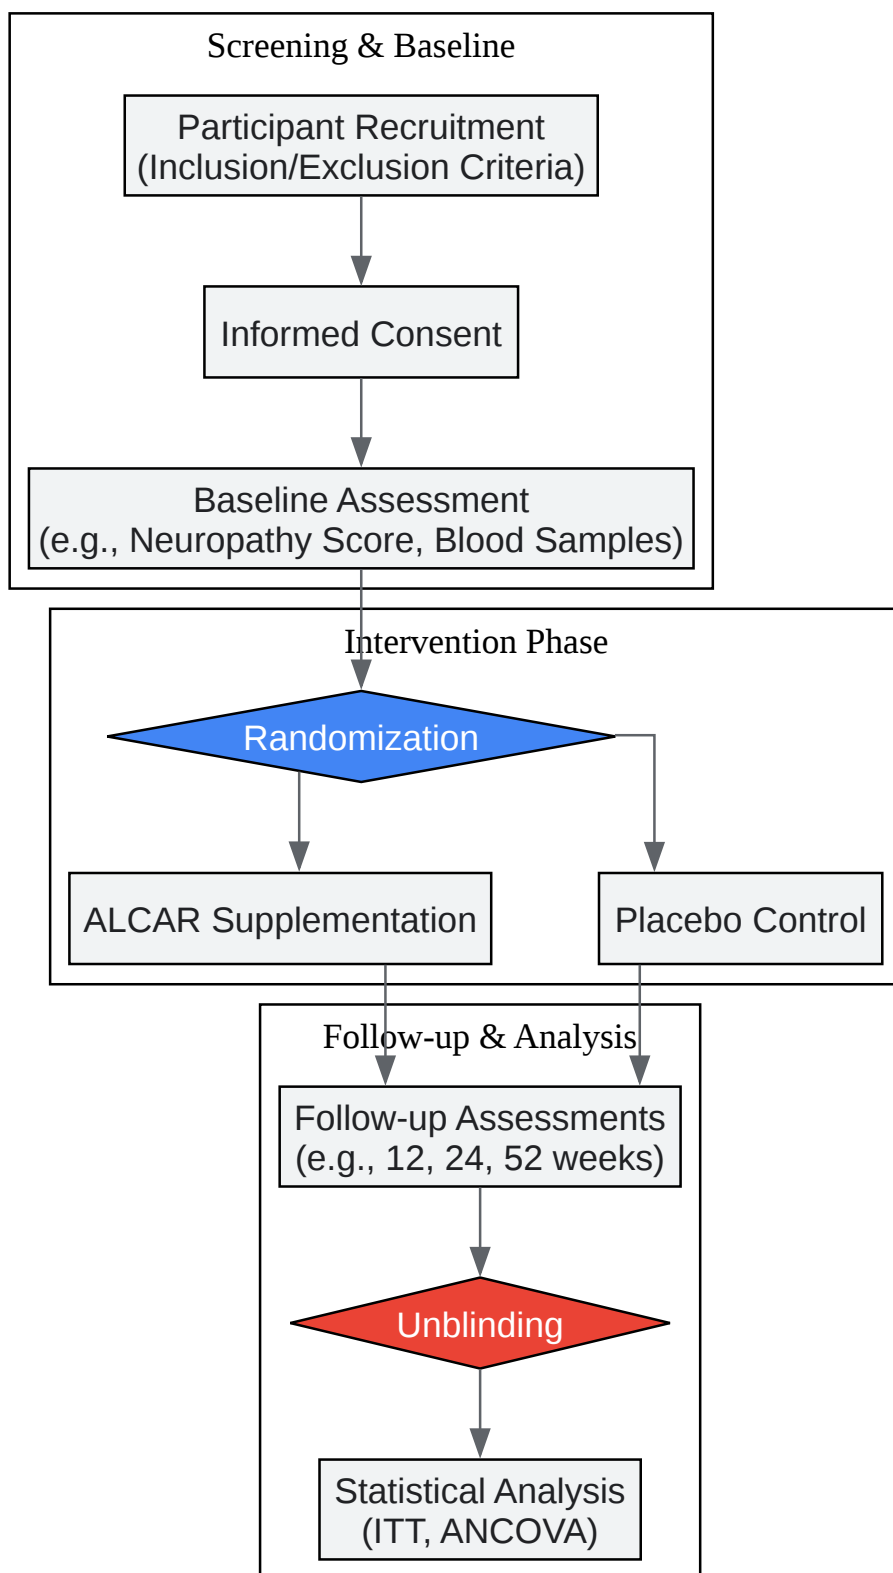 Screening & Baseline
Participant Recruitment
(Inclusion/Exclusion Criteria)
Informed Consent
Baseline Assessment
(e.g., Neuropathy Score, Blood Samples)
Intervention Phase
Randomization
ALCAR Supplementation
Placebo Control
Follow-up & Analysis
Follow-up Assessments
(e.g., 12, 24, 52 weeks)
Unblinding
Statistical Analysis
(ITT, ANCOVA)